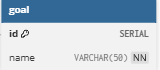 goal
id SERIAL
name VARCHAR(50) NN